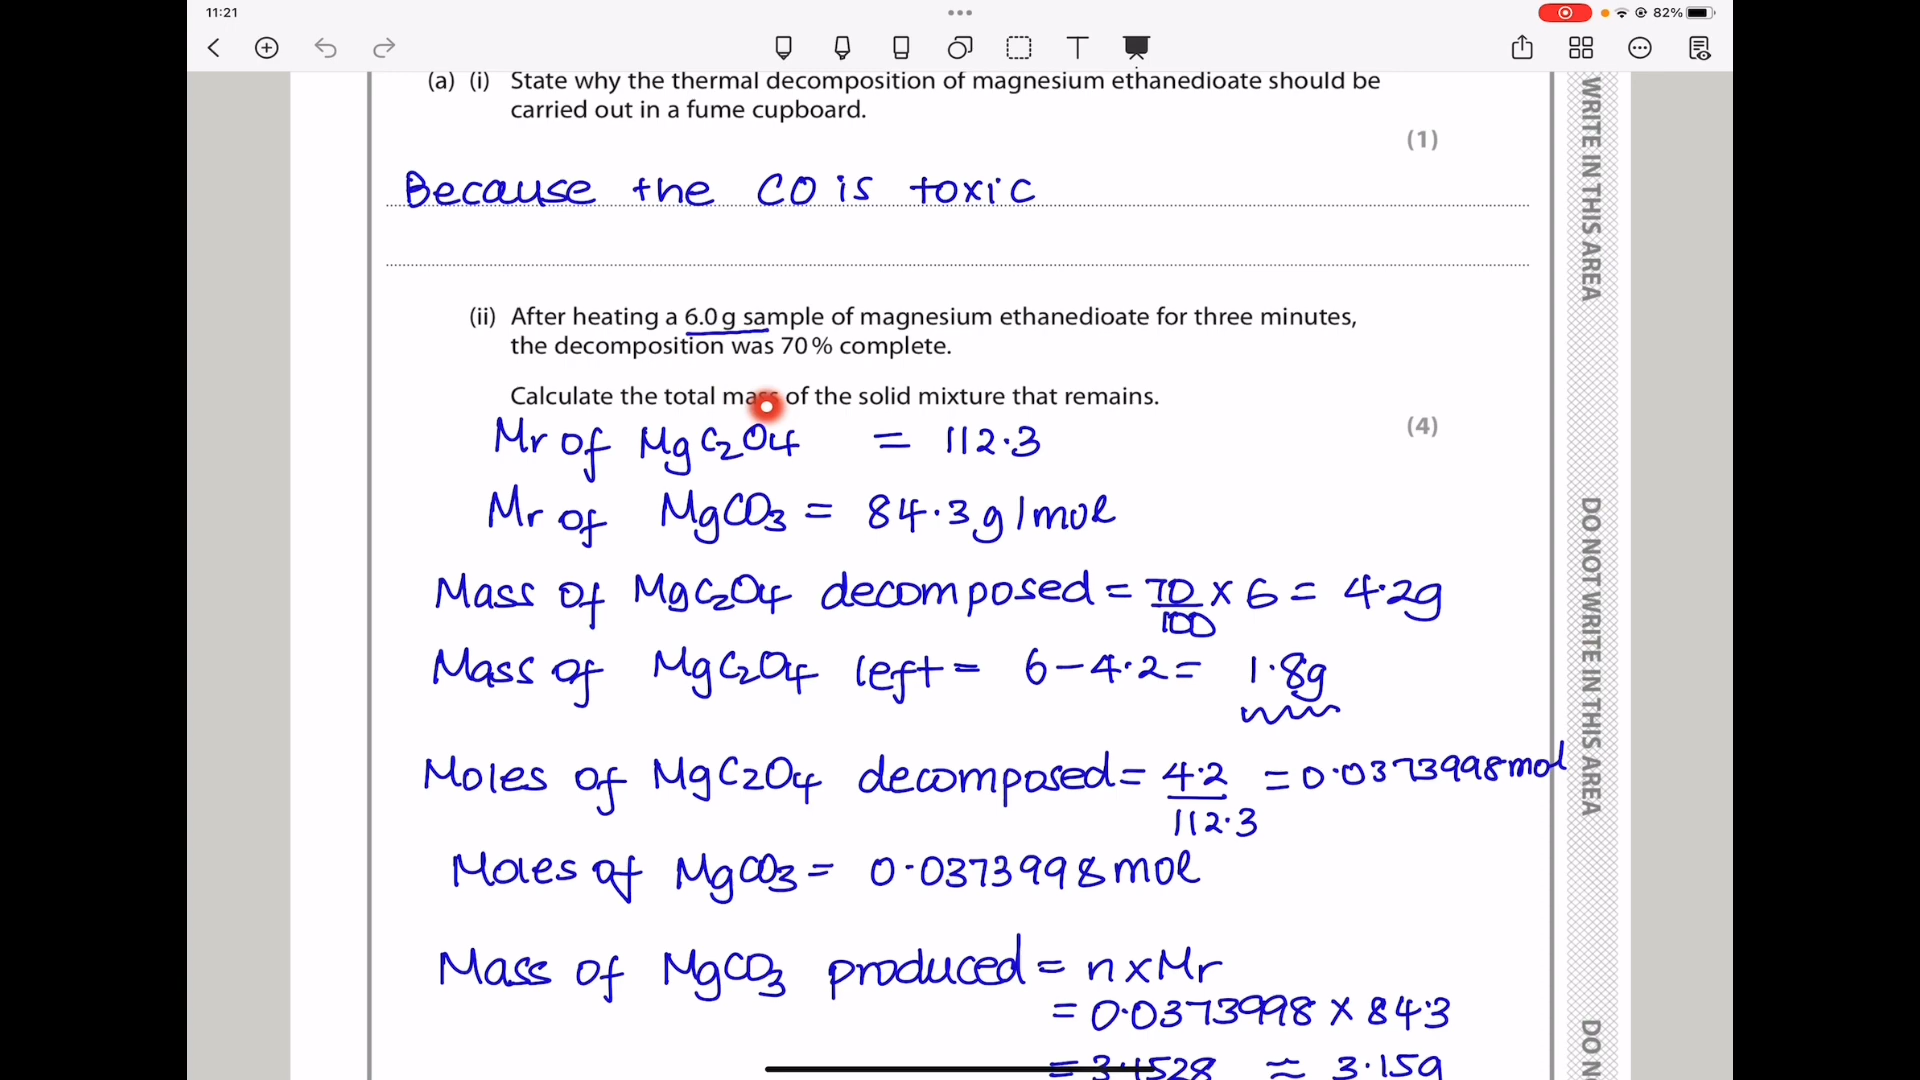 11:21
82%
(a) (i) State why the thermal decomposition of magnesium ethanedioate should be
carried out in a fume cupboard.
(1)
Because the CO is toxic
(ii) After heating a 6.0 g sample of magnesium ethanedioate for three minutes,
the decomposition was 70% complete.
Calculate the total mass of the solid mixture that remains.
(4)
Mr of MgC2O4 = 112.3
Mr of MgCO3 = 84.3 g/mol
Mass of MgC2O4 decomposed = 70/100 × 6 = 4.2g
Mass of MgC2O4 left = 6 - 4.2 = 1.8g
Moles of MgC2O4 decomposed = 4.2/112.3 = 0.0373998 mol
Moles of MgCO3 = 0.0373998 mol
Mass of MgCO3 produced = n x Mr
= 0.0373998 × 84.3
= 3.1528 ≈ 3.15g
WRITE IN THIS AREA
DO NOT WRITE IN THIS AREA
DO N